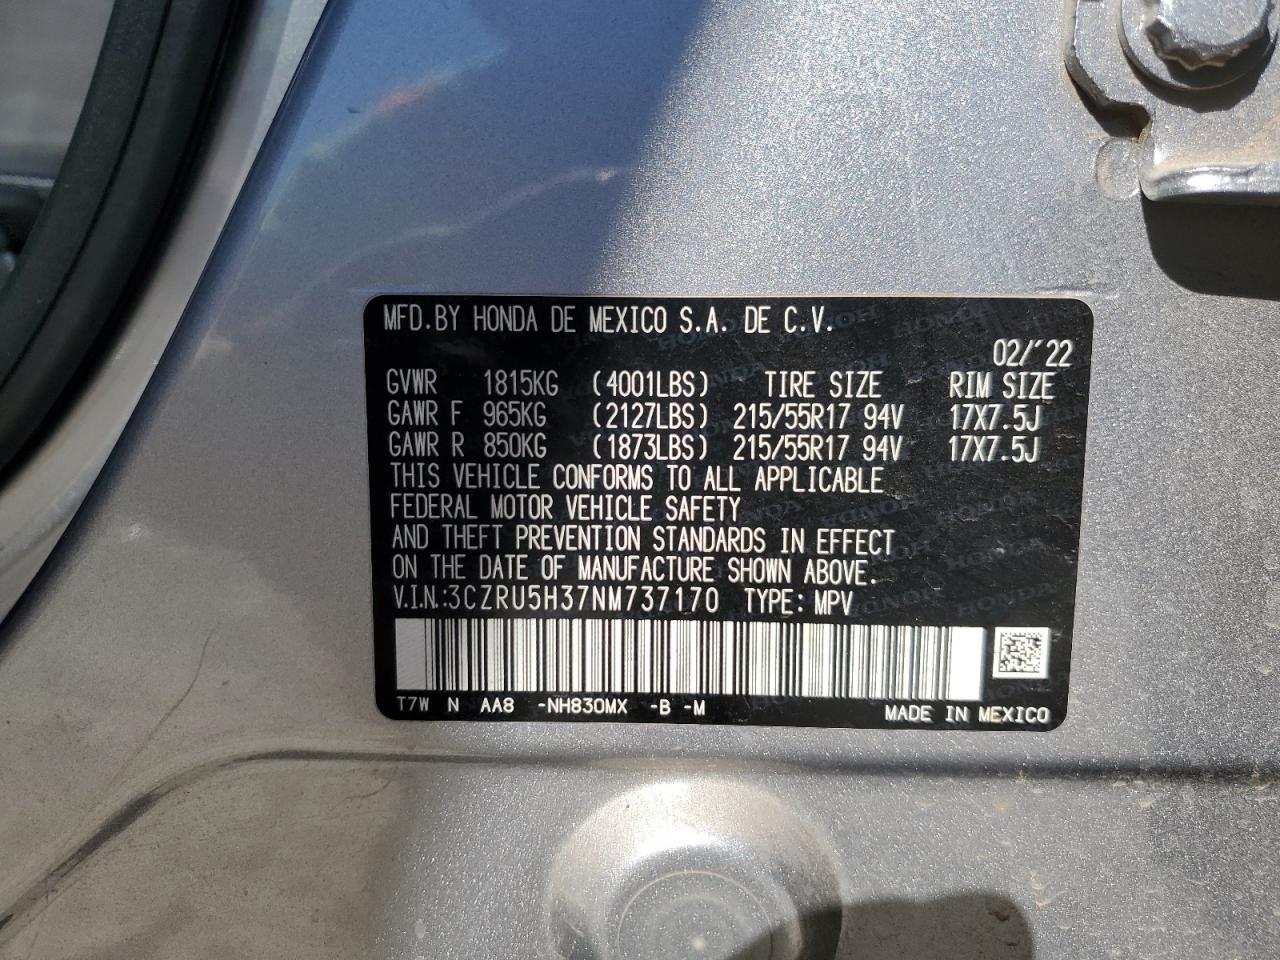 MFD.BY HONDA DE MEXICO S.A. DE C.V.
02/'22
GVWR 1815KG (4001LBS) TIRE SIZE RIM SIZE
GAWR F 965KG (2127LBS) 215/55R17 94V 17X7.5J
GAWR R 850KG (1873LBS) 215/55R17 94V 17X7.5J
THIS VEHICLE CONFORMS TO ALL APPLICABLE
FEDERAL MOTOR VEHICLE SAFETY
AND THEFT PREVENTION STANDARDS IN EFFECT
ON THE DATE OF MANUFACTURE SHOWN ABOVE.
V.I.N.:3CZRU5H37NM737170 TYPE: MPV
T7W N AA8 -NH830MX -B -M MADE IN MEXICO